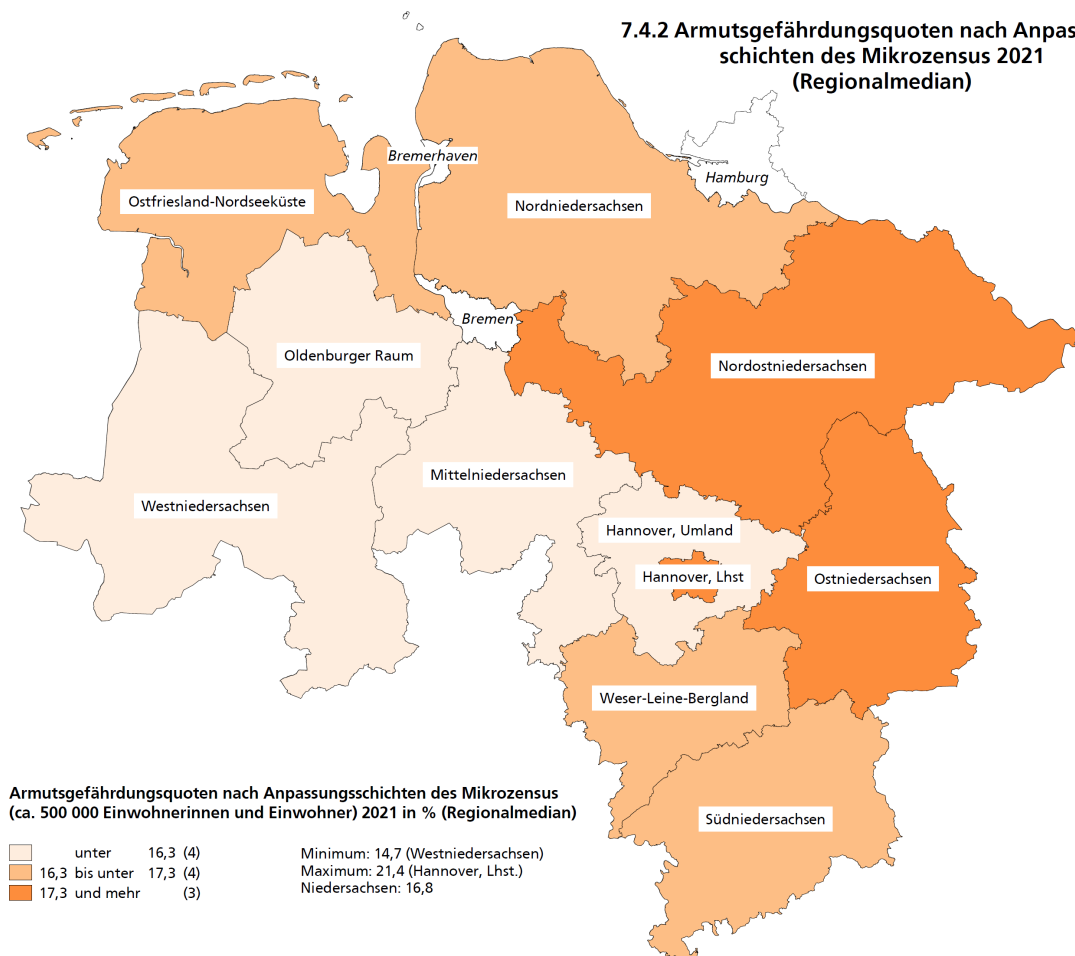 7.4.2 Armutsgefährdungsquoten nach Anpas
schichten des Mikrozensus 2021
(Regionalmedian)
Bremerhaven
Hamburg
Ostfriesland-Nordseeküste
Nordniedersachsen
Bremen
Oldenburger Raum
Nordostniedersachsen
Mittelniedersachsen
Westniedersachsen
Hannover, Umland
Hannover, Lhst
Ostniedersachsen
Weser-Leine-Bergland
Südniedersachsen
Armutsgefährdungsquoten nach Anpassungsschichten des Mikrozensus
(ca. 500 000 Einwohnerinnen und Einwohner) 2021 in % (Regionalmedian)
unter 16,3 (4)
16,3 bis unter 17,3 (4)
17,3 und mehr (3)
Minimum: 14,7 (Westniedersachsen)
Maximum: 21,4 (Hannover, Lhst.)
Niedersachsen: 16,8